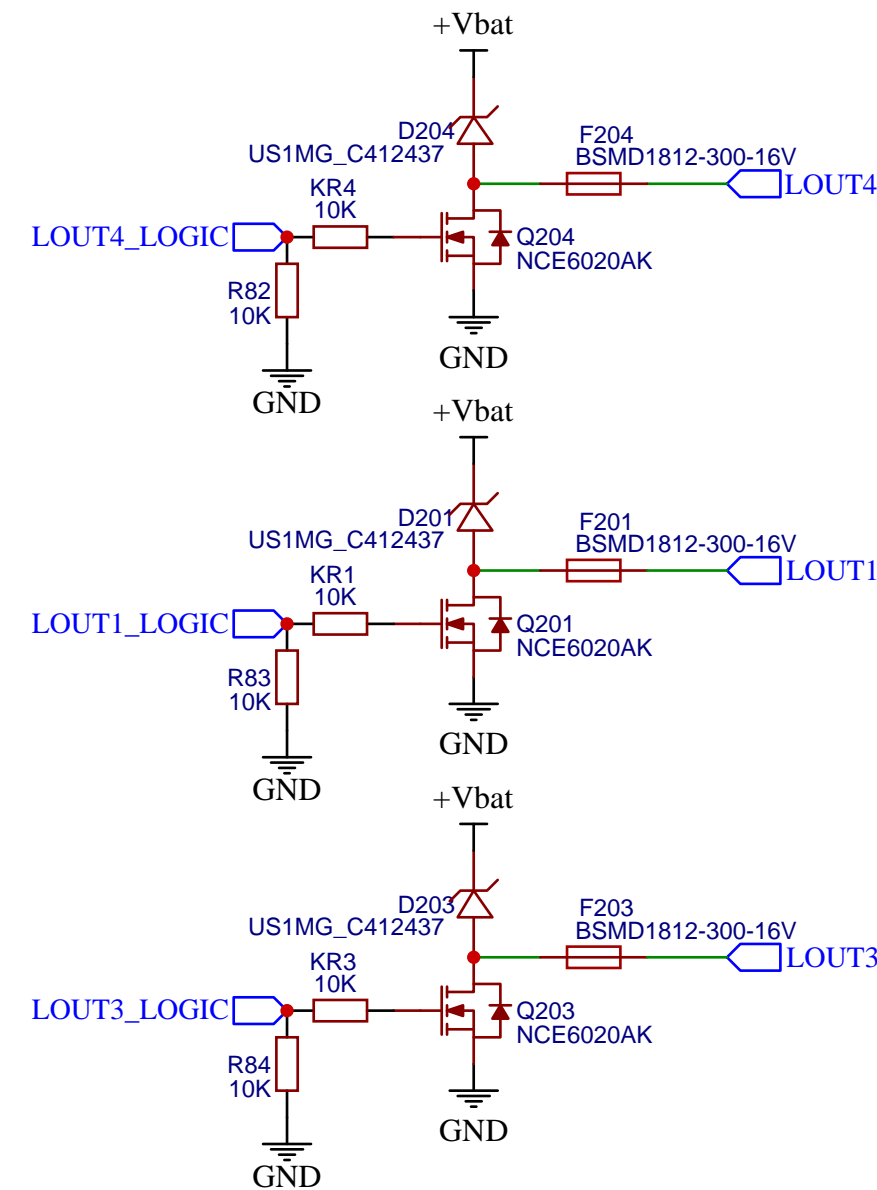 +Vbat
D204
US1MG_C412437
F204
BSMD1812-300-16V
LOUT4
KR4
10K
LOUT4_LOGIC
Q204
NCE6020AK
R82
10K
GND
GND
+Vbat
D201
US1MG_C412437
F201
BSMD1812-300-16V
LOUT1
KR1
10K
LOUT1_LOGIC
Q201
NCE6020AK
R83
10K
GND
GND
+Vbat
D203
US1MG_C412437
F203
BSMD1812-300-16V
LOUT3
KR3
10K
LOUT3_LOGIC
Q203
NCE6020AK
R84
10K
GND
GND